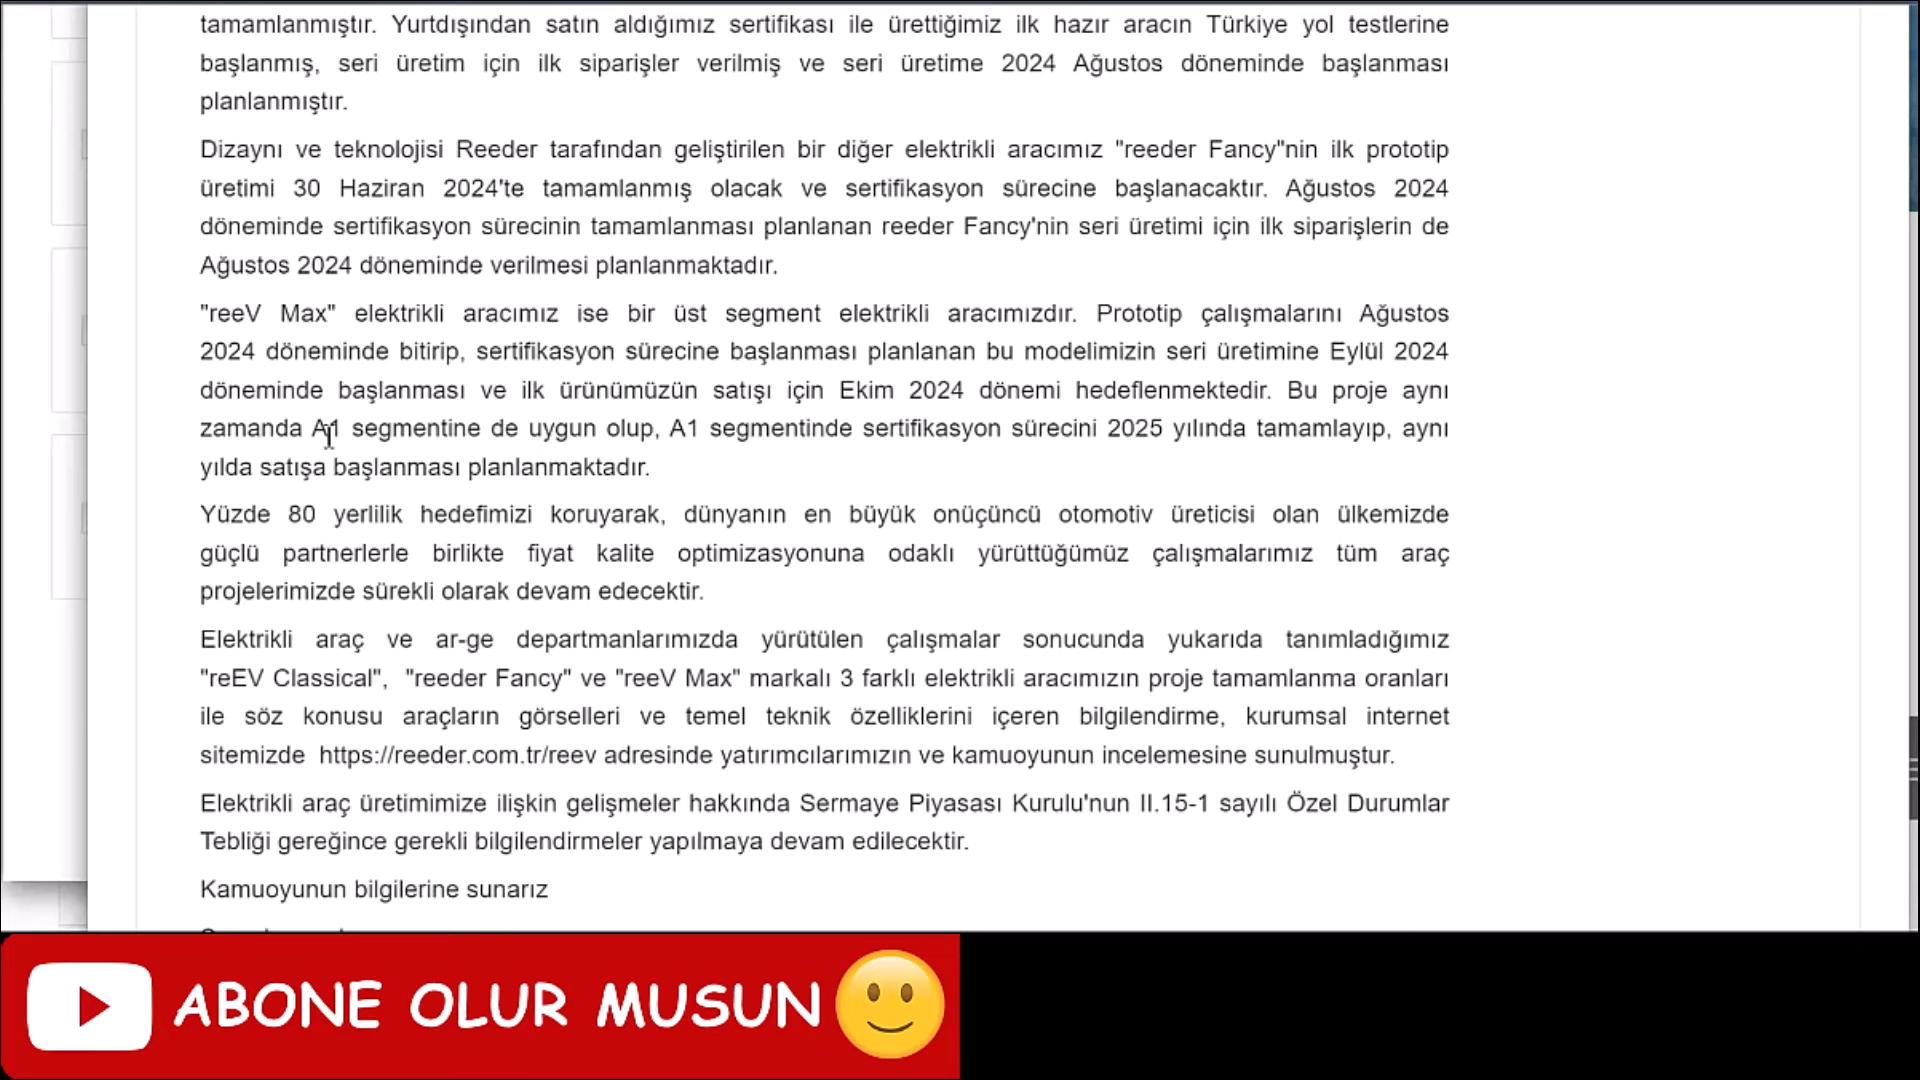 tamamlanmıştır. Yurtdışından satın aldığımız sertifikası ile ürettiğimiz ilk hazır aracın Türkiye yol testlerine
başlanmış, seri üretim için ilk siparişler verilmiş ve seri üretime 2024 Ağustos döneminde başlanması
planlanmıştır.
Dizaynı ve teknolojisi Reeder tarafından geliştirilen bir diğer elektrikli aracımız "reeder Fancy"nin ilk prototip
üretimi 30 Haziran 2024'te tamamlanmış olacak ve sertifikasyon sürecine başlanacaktır. Ağustos 2024
döneminde sertifikasyon sürecinin tamamlanması planlanan reeder Fancy'nin seri üretimi için ilk siparişlerin de
Ağustos 2024 döneminde verilmesi planlanmaktadır.
"reeV Max" elektrikli aracımız ise bir üst segment elektrikli aracımızdır. Prototip çalışmalarını Ağustos
2024 döneminde bitirip, sertifikasyon sürecine başlanması planlanan bu modelimizin seri üretimine Eylül 2024
döneminde başlanması ve ilk ürünümüzün satışı için Ekim 2024 dönemi hedeflenmektedir. Bu proje aynı
zamanda A1 segmentine de uygun olup, A1 segmentinde sertifikasyon sürecini 2025 yılında tamamlayıp, aynı
yılda satışa başlanması planlanmaktadır.
Yüzde 80 yerlilik hedefimizi koruyarak, dünyanın en büyük onüçüncü otomotiv üreticisi olan ülkemizde
güçlü partnerlerle birlikte fiyat kalite optimizasyonuna odaklı yürüttüğümüz çalışmalarımız tüm araç
projelerimizde sürekli olarak devam edecektir.
Elektrikli araç ve ar-ge departmanlarımızda yürütülen çalışmalar sonucunda yukarıda tanımladığımız
"reEV Classical", "reeder Fancy" ve "reeV Max" markalı 3 farklı elektrikli aracımızın proje tamamlanma oranları
ile söz konusu araçların görselleri ve temel teknik özelliklerini içeren bilgilendirme, kurumsal internet
sitemizde https://reeder.com.tr/reev adresinde yatırımcılarımızın ve kamuoyunun incelemesine sunulmuştur.
Elektrikli araç üretimimize ilişkin gelişmeler hakkında Sermaye Piyasası Kurulu'nun II.15-1 sayılı Özel Durumlar
Tebliği gereğince gerekli bilgilendirmeler yapılmaya devam edilecektir.
Kamuoyunun bilgilerine sunarız
ABONE OLUR MUSUN